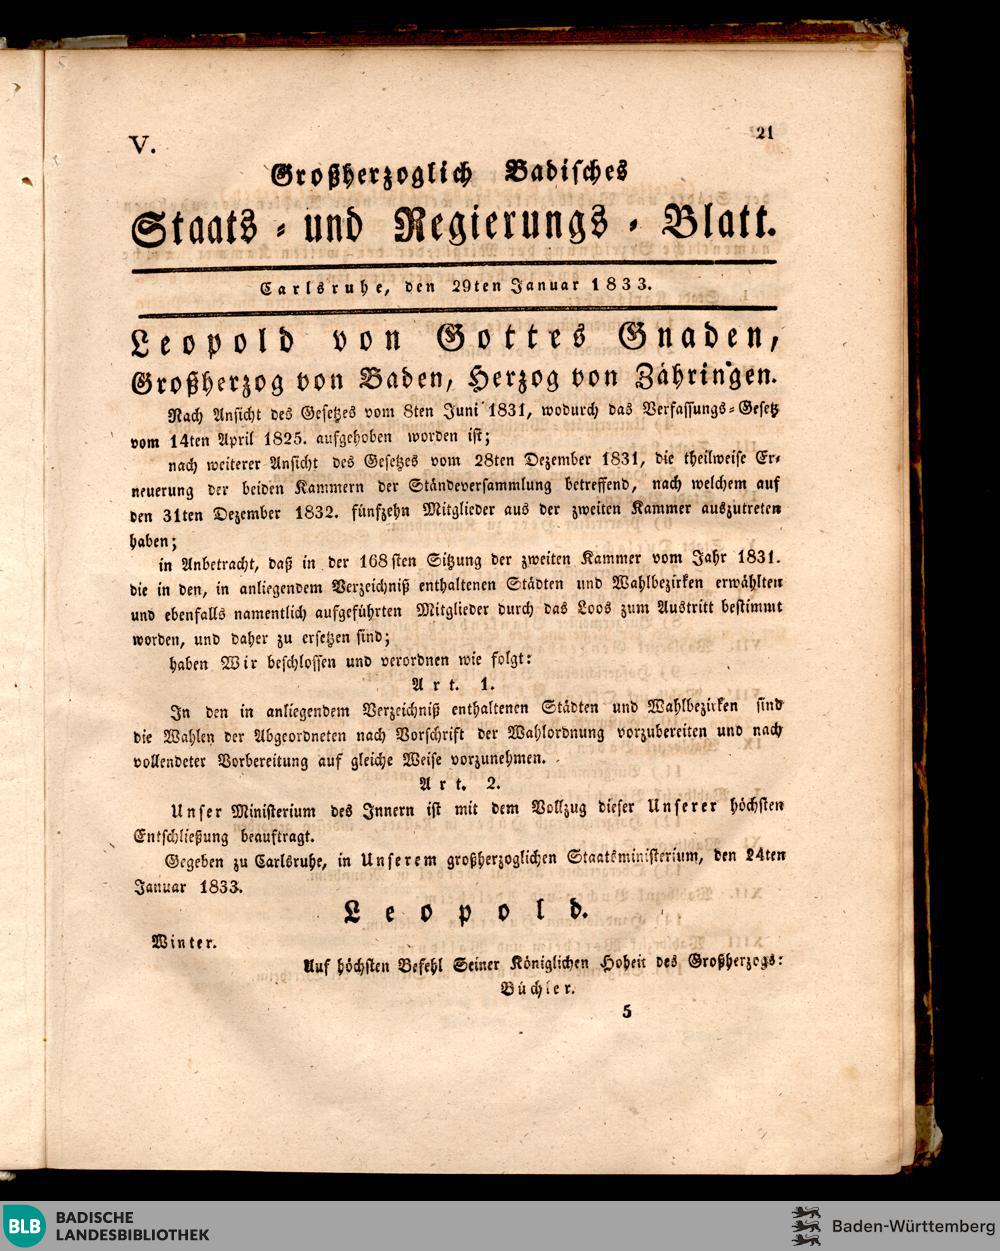 V.
21
Großherzoglich Badisches
Staats-und Regierungs-Blatt.
Carlsruhe, den 29ten Januar 1833.
Leopold von Gottes Gnaden,
Großherzog von Baden, Herzog von Zähringen.
Nach Ansicht des Gesetzes vom 8ten Juni 1831, wodurch das Verfassungs-Gesetz
vom 14ten April 1825. aufgehoben worden ist;
nach weiterer Ansicht des Gesetzes vom 28ten Dezember 1831, die theilweise Er-
neuerung der beiden Kammern der Ständeversammlung betreffend, nach welchem auf
den 31ten Dezember 1832. fünfzehn Mitglieder aus der zweiten Kammer auszutreten
haben;
in Anbetracht, daß in der 168sten Sitzung der zweiten Kammer vom Jahr 1831.
die in den, in anliegendem Verzeichniß enthaltenen Städten und Wahlbezirken erwählten
und ebenfalls namentlich aufgeführten Mitglieder durch das Loos zum Austritt bestimmt
worden, und daher zu ersetzen sind;
haben Wir beschlossen und verordnen wie folgt:
Art. 1.
In den in anliegendem Verzeichniß enthaltenen Städten und Wahlbezirken sind
die Wahlen der Abgeordneten nach Vorschrift der Wahlordnung vorzubereiten und nach
vollendeter Vorbereitung auf gleiche Weise vorzunehmen.
Art. 2.
Unser Ministerium des Innern ist mit dem Vollzug dieser Unserer höchsten
Entschließung beauftragt.
Gegeben zu Carlsruhe, in Unserem großherzoglichen Staatsministerium, den 24ten
Januar 1833.
Leopold.
Winter.
Auf höchsten Befehl Seiner Königlichen Hoheit des Großherzogs:
Büchler.
5
BLB
BADISCHE
LANDESBIBLIOTHEK
Baden-Württemberg